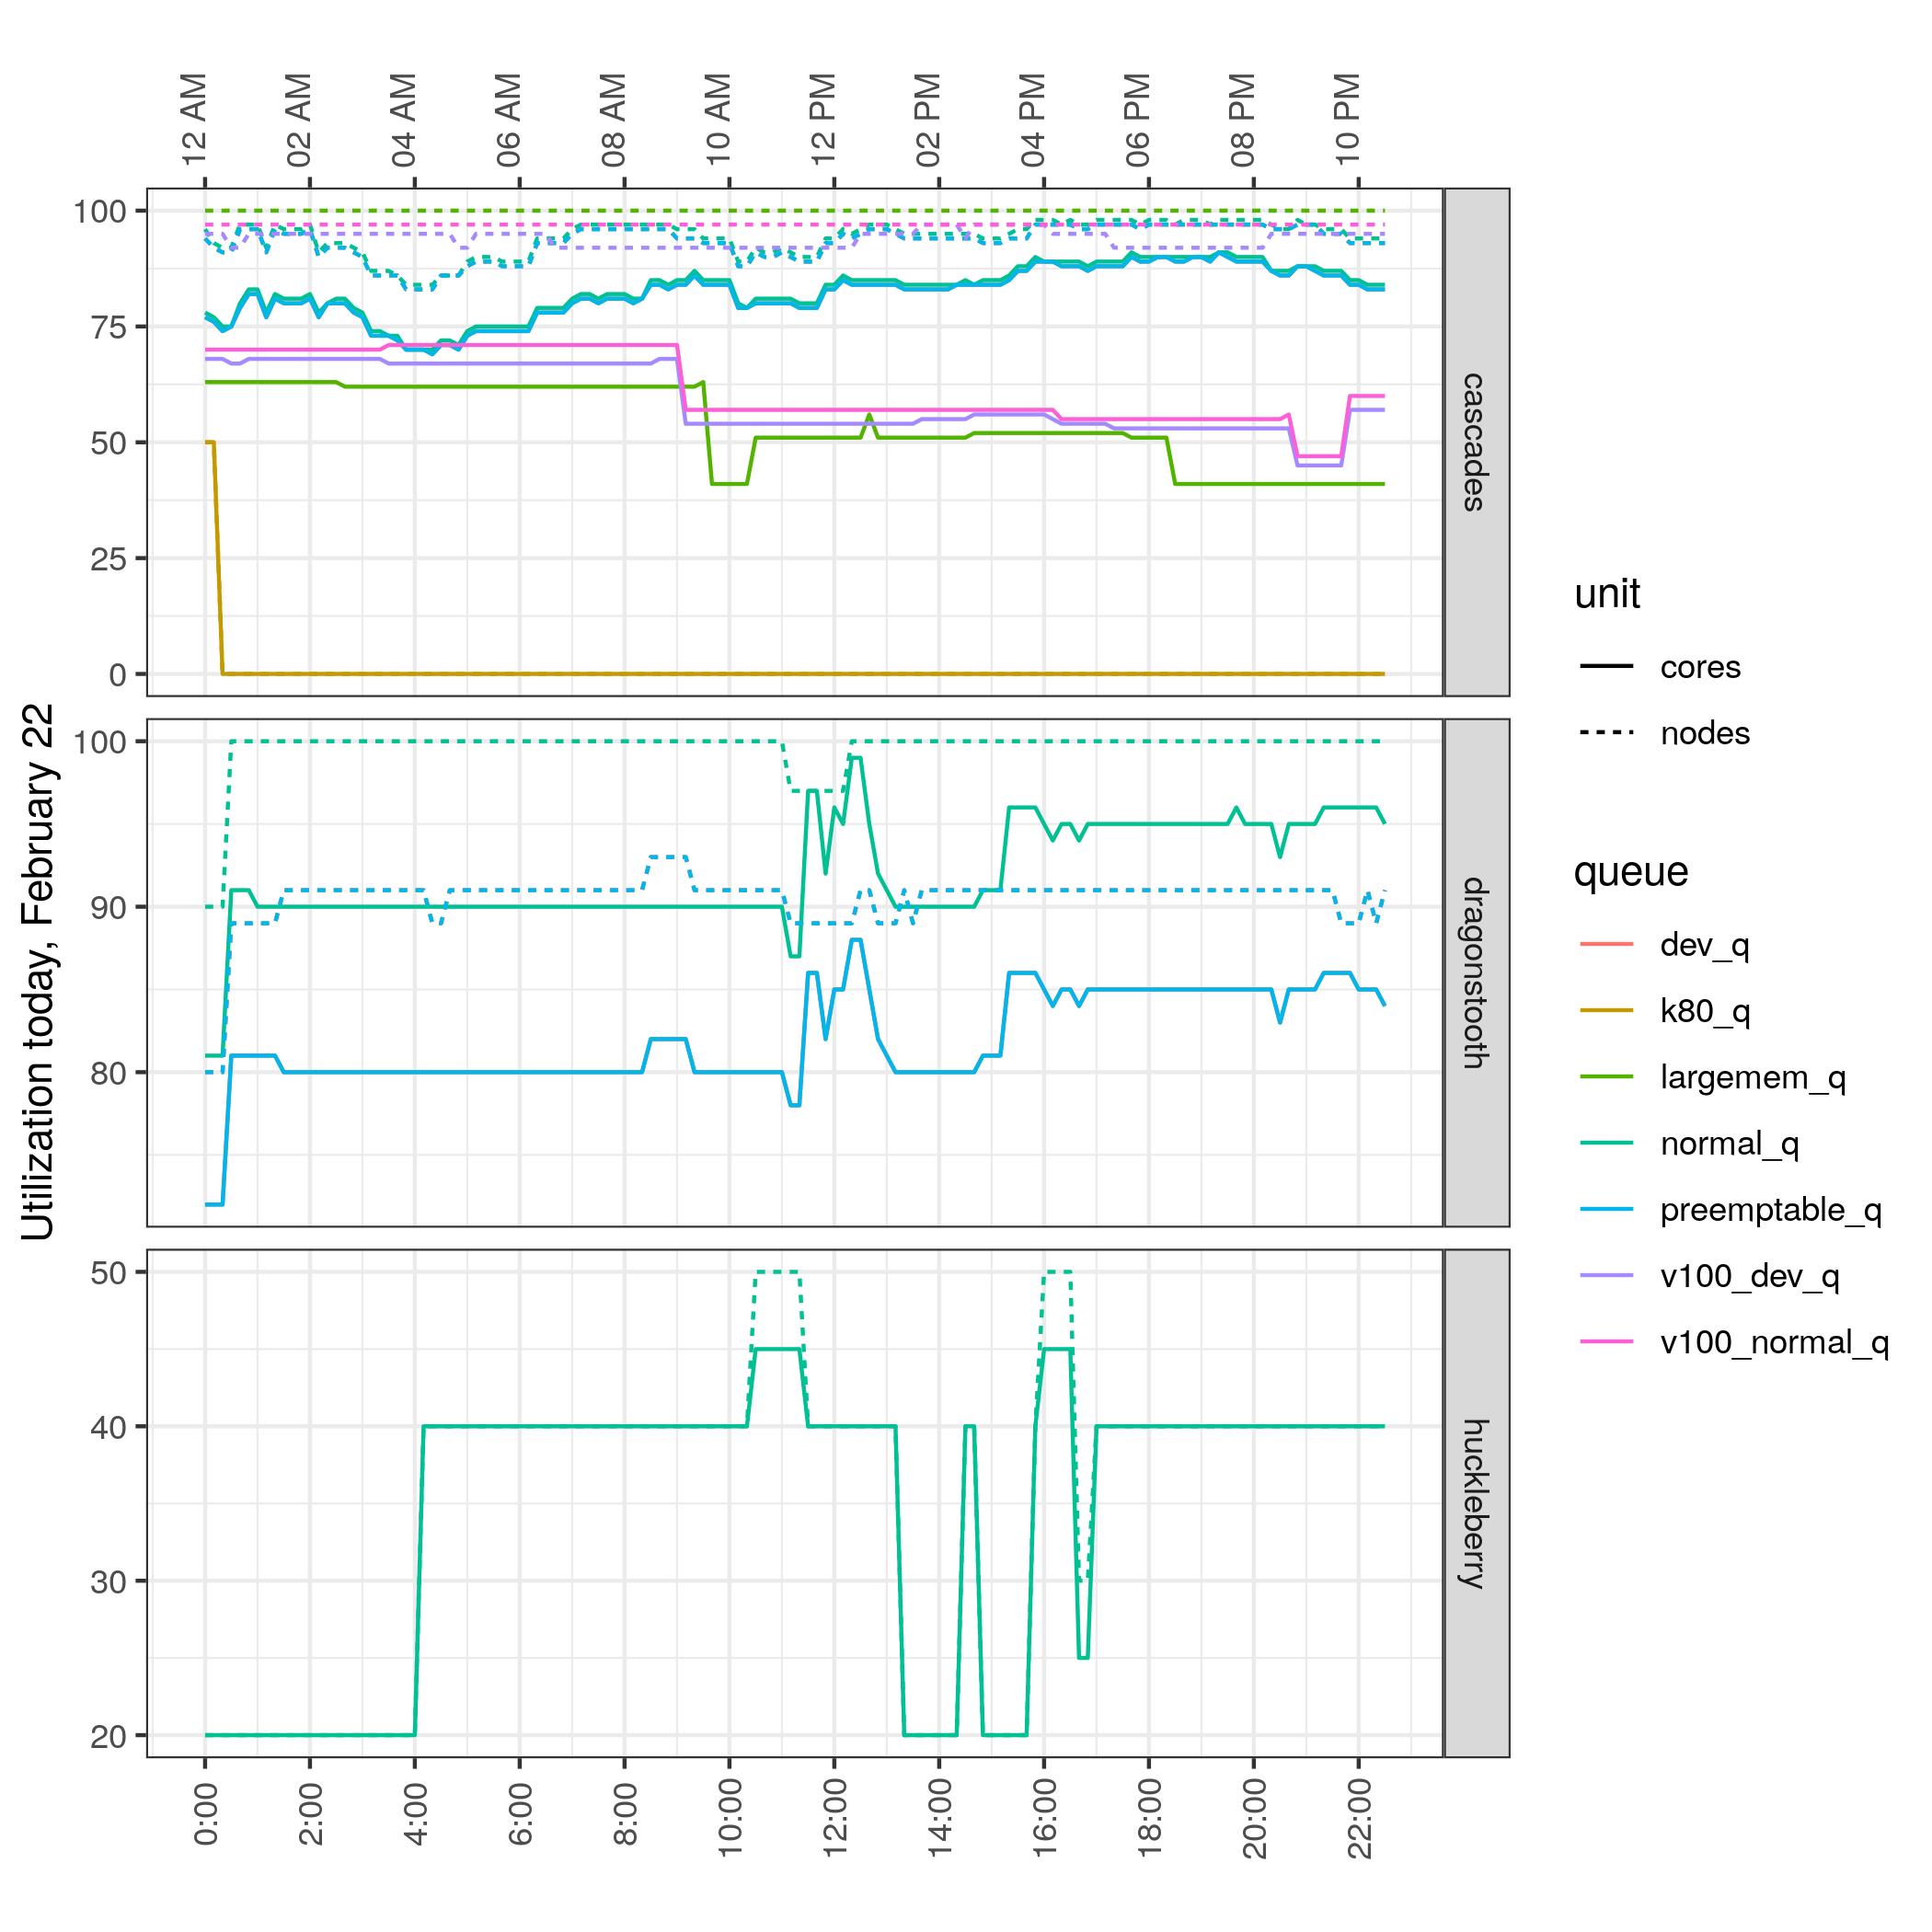 12 AM
02 AM
04 AM
06 AM
08 AM
10 AM
12 PM
02 PM
04 PM
06 PM
08 PM
10 PM
Utilization today, February 22
100
75
50
25
0
cascades
100
90
80
dragonstooth
50
40
30
20
huckleberry
0:00
2:00
4:00
6:00
8:00
10:00
12:00
14:00
16:00
18:00
20:00
22:00
unit
cores
nodes
queue
dev_q
k80_q
largemem_q
normal_q
preemptable_q
v100_dev_q
v100_normal_q